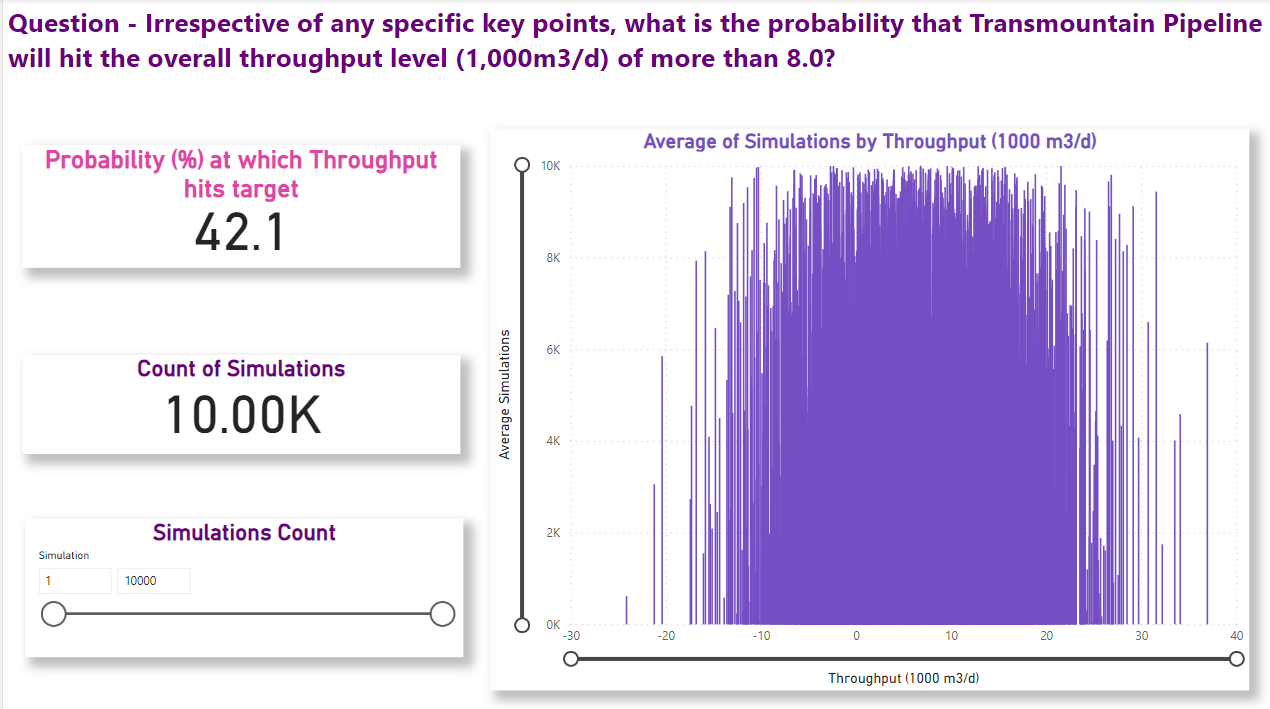 Question - Irrespective of any specific key points, what is the probability that Transmountain Pipeline
will hit the overall throughput level (1,000m3/d) of more than 8.0?
Probability (%) at which Throughput
hits target
42.1
Count of Simulations
10.00K
Simulations Count
Simulation
1
10000
Average of Simulations by Throughput (1000 m3/d)
Average Simulations
10K
8K
6K
4K
2K
0K
-30
-20
-10
0
10
20
30
40
Throughput (1000 m3/d)